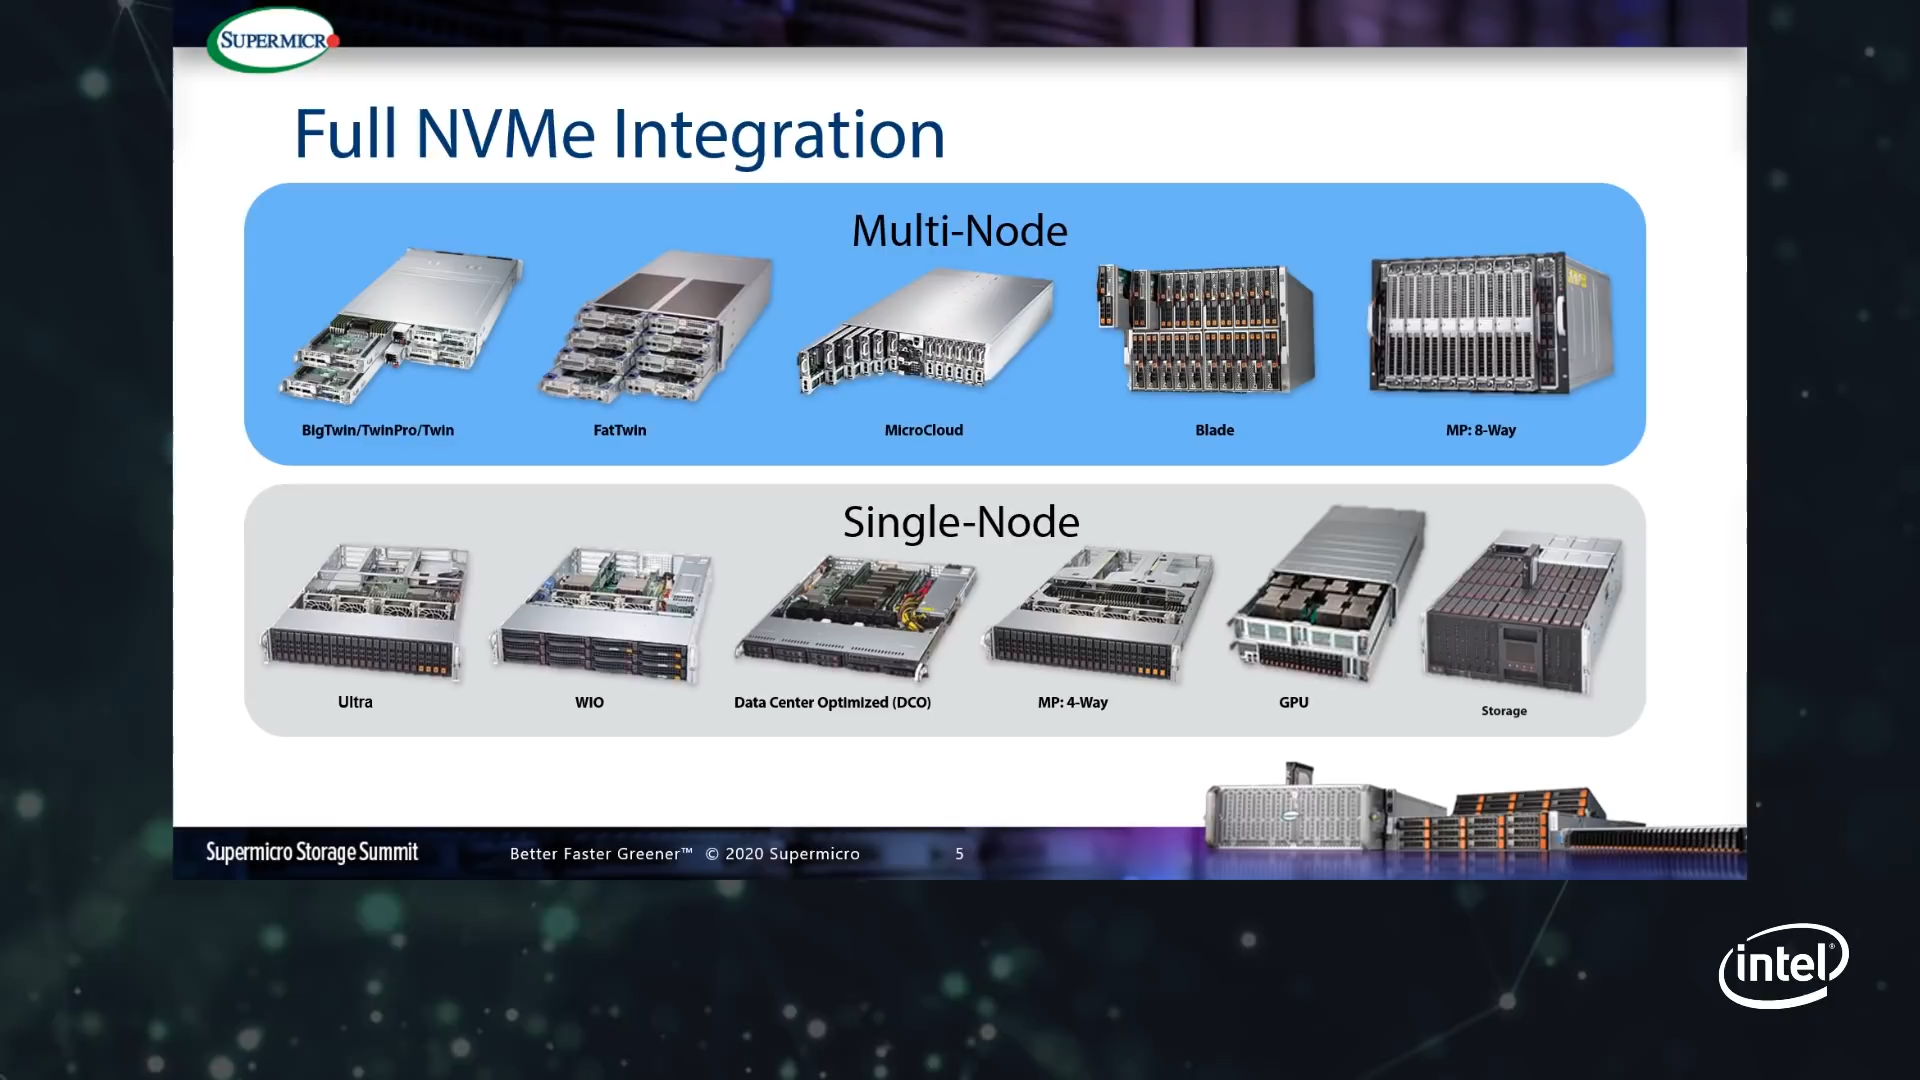 SUPERMICR
Full NVMe Integration
Multi-Node
BigTwin/TwinPro/Twin
FatTwin
MicroCloud
Blade
MP: 8-Way
Single-Node
Ultra
WIO
Data Center Optimized (DCO)
MP: 4-Way
GPU
Storage
Supermicro Storage Summit
Better Faster Greener™ © 2020 Supermicro
5
intel®